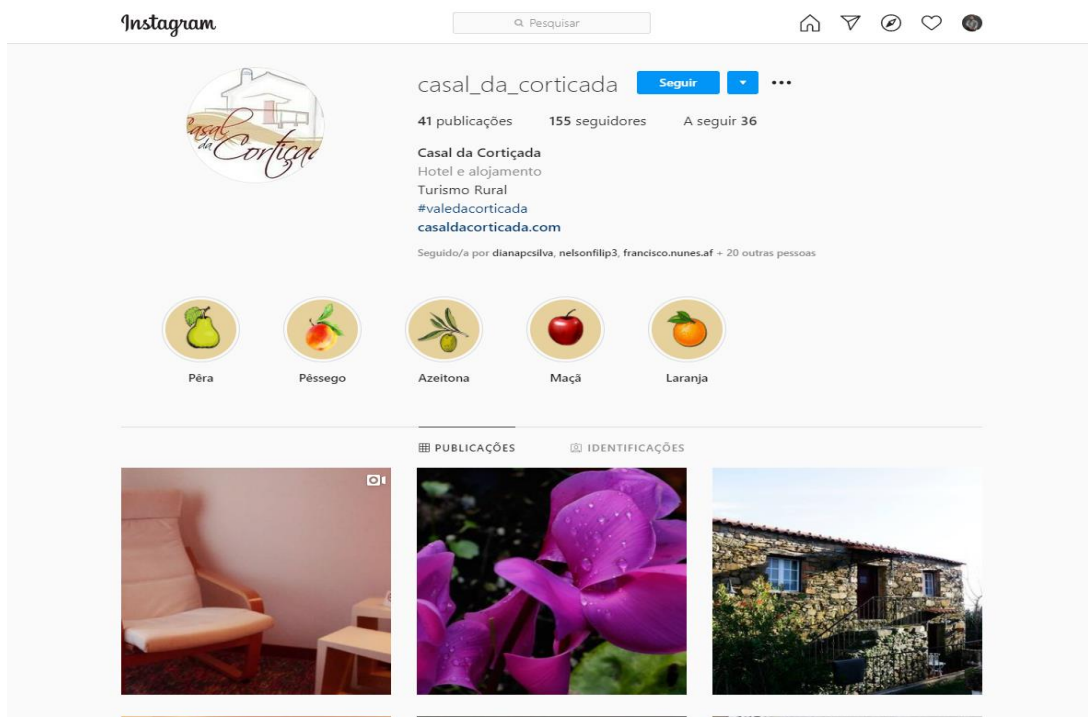 Instagram
Pesquisar
casal_da_corticada Seguir
41 publicações 155 seguidores A seguir 36
Casal
da Cortiçad
Casal da Cortiçada
Hotel e alojamento
Turismo Rural
#valedacorticada
casaldacorticada.com
Seguido/a por dianapcsilva, nelsonfilip3, francisco.nunes.af + 20 outras pessoas
Pêra Pêssego Azeitona Maçã Laranja
PUBLICAÇÕES IDENTIFICAÇÕES